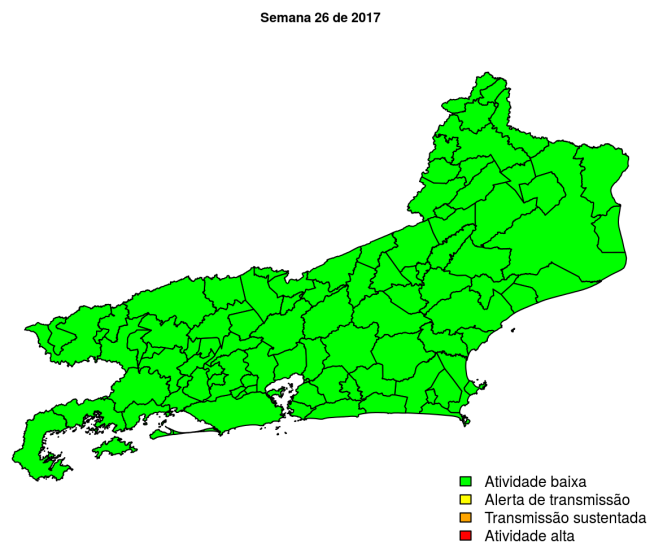 Semana 26 de 2017
Atividade baixa
Alerta de transmissão
Transmissão sustentada
Atividade alta